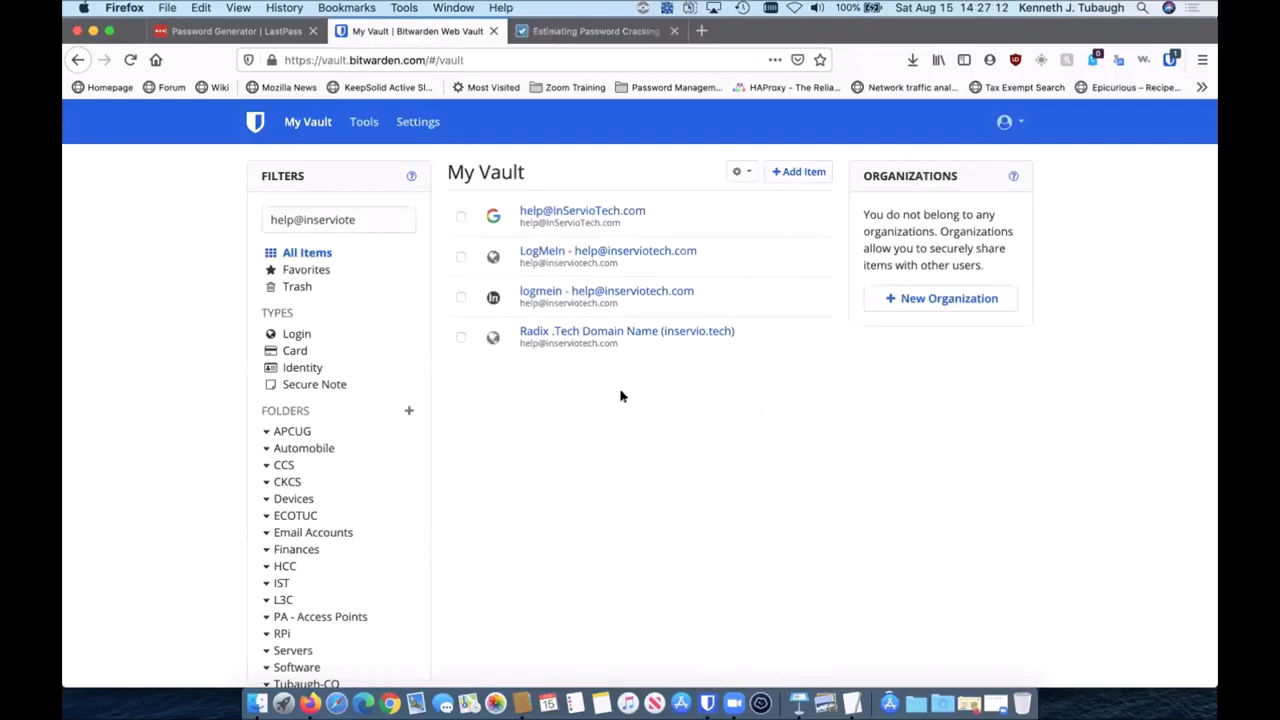 Firefox File Edit View History Bookmarks Tools Window Help 100% Sat Aug 15 14:27:12 Kenneth J. Tubaugh
Password Generator | LastPass My Vault | Bitwarden Web Vault Estimating Password Cracking
https://vault.bitwarden.com/#/vault
Homepage Forum Wiki Mozilla News KeepSolid Active Sl... Most Visited Zoom Training Password Managem... HAProxy - The Relia... Network traffic anal... Tax Exempt Search Epicurious – Recipe...
My Vault Tools Settings
FILTERS
help@inserviote
All Items
Favorites
Trash
TYPES
Login
Card
Identity
Secure Note
FOLDERS
APCUG
Automobile
CCS
CKCS
Devices
ECOTUC
Email Accounts
Finances
HCC
IST
L3C
PA - Access Points
RPi
Servers
Software
Tubaugh-CO
My Vault
Add Item
help@InServioTech.com
help@InServioTech.com
LogMeIn - help@inserviotech.com
help@inserviotech.com
logmein - help@inserviotech.com
help@inserviotech.com
Radix .Tech Domain Name (inservio.tech)
help@inserviotech.com
ORGANIZATIONS
You do not belong to any
organizations. Organizations
allow you to securely share
items with other users.
New Organization